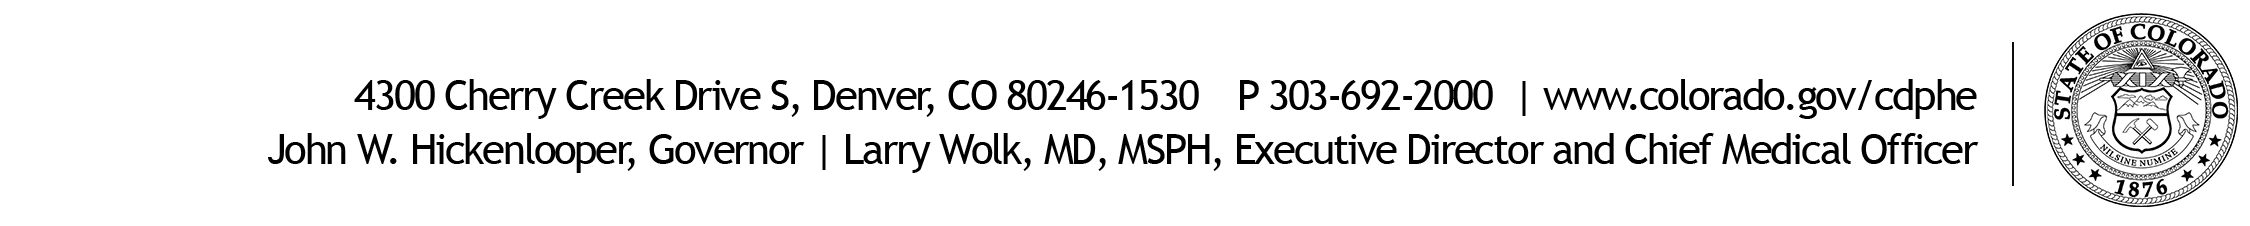 4300 Cherry Creek Drive S, Denver, CO 80246-1530 P 303-692-2000 | www.colorado.gov/cdphe
John W. Hickenlooper, Governor | Larry Wolk, MD, MSPH, Executive Director and Chief Medical Officer
STATE OF COLORADO
NIL SINE NUMINE
1876